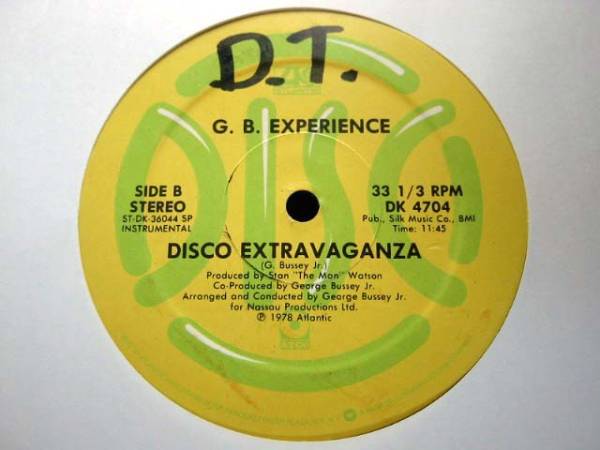 D.T.
G. B. EXPERIENCE
SIDE B
STEREO
ST-DK-36044 SP
INSTRUMENTAL
33 1/3 RPM
DK 4704
Pub., Silk Music Co., BMI
Time: 11:45
DISCO EXTRAVAGANZA
(G. Bussey Jr.)
Produced by Stan "The Man" Watson
Co-Produced by George Bussey Jr.
Arranged and Conducted by George Bussey Jr.
for Nassau Productions Ltd.
℗ 1978 Atlantic
DISCO